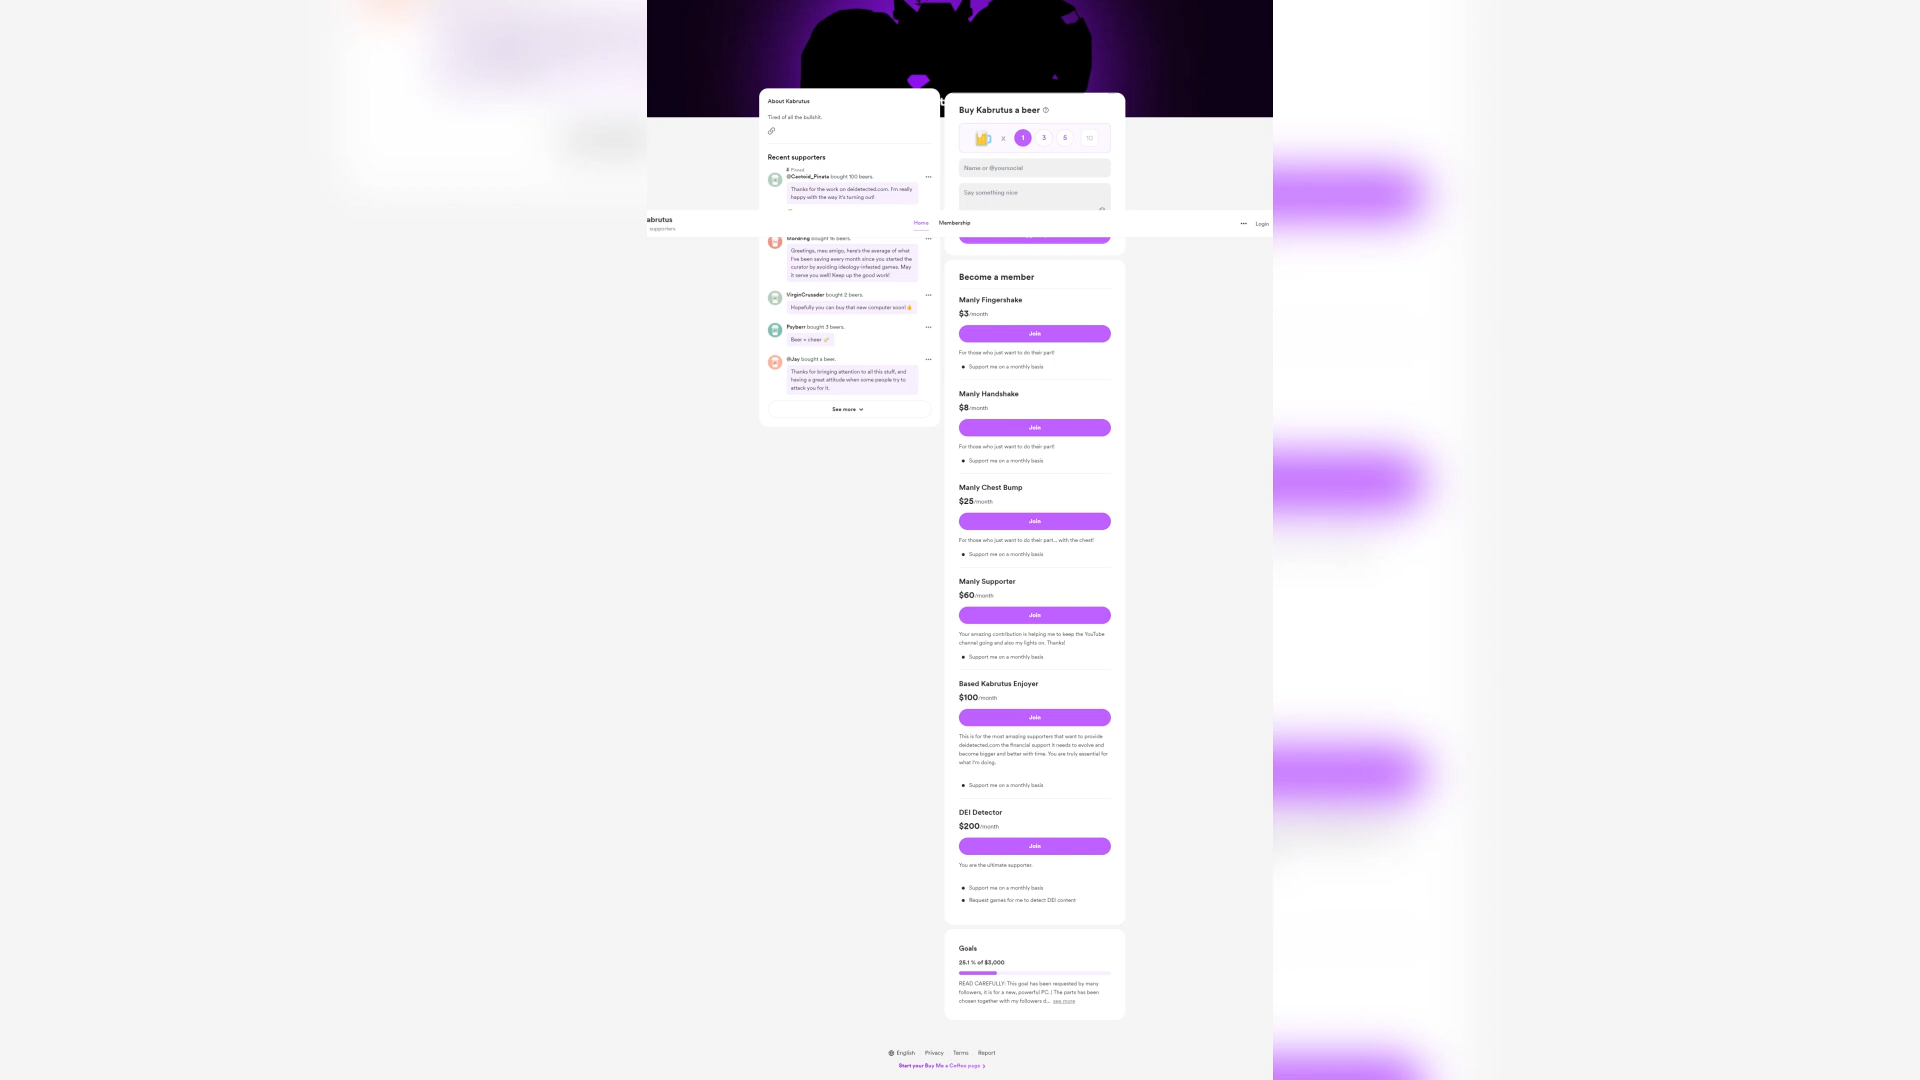 About Kabrutus
Tired of all the bullshit.
Recent supporters
Pinned
@Cactoid_Pinata bought 100 beers.
Thanks for the work on deidetected.com. I'm really
happy with the way it's turning out!
abrutus
supporters
Home
Membership
Login
Mondring bought 16 beers.
Greetings, meu amigo, here's the average of what
I've been saving every month since you started the
curator by avoiding ideology-infested games. May
it serve you well! Keep up the good work!
VirginCrusader bought 2 beers.
Hopefully you can buy that new computer soon! 👍
Psyberr bought 3 beers.
Beer = cheer 🍻
@Jay bought a beer.
Thanks for bringing attention to all this stuff, and
having a great attitude when some people try to
attack you for it.
See more
Buy Kabrutus a beer
x 1 3 5 10
Name or @yoursocial
Say something nice
Become a member
Manly Fingershake
$3/month
Join
For those who just want to do their part!
Support me on a monthly basis
Manly Handshake
$8/month
Join
For those who just want to do their part!
Support me on a monthly basis
Manly Chest Bump
$25/month
Join
For those who just want to do their part... with the chest!
Support me on a monthly basis
Manly Supporter
$60/month
Join
Your amazing contribution is helping me to keep the YouTube
channel going and also my lights on. Thanks!
Support me on a monthly basis
Based Kabrutus Enjoyer
$100/month
Join
This is for the most amazing supporters that want to provide
deidetected.com the financial support it needs to evolve and
become bigger and better with time. You are truly essential for
what I'm doing.
Support me on a monthly basis
DEI Detector
$200/month
Join
You are the ultimate supporter.
Support me on a monthly basis
Request games for me to detect DEI content
Goals
25.1 % of $3,000
READ CAREFULLY: This goal has been requested by many
followers, it is for a new, powerful PC. | The parts has been
chosen together with my followers d... see more
English Privacy Terms Report
Start your Buy Me a Coffee page